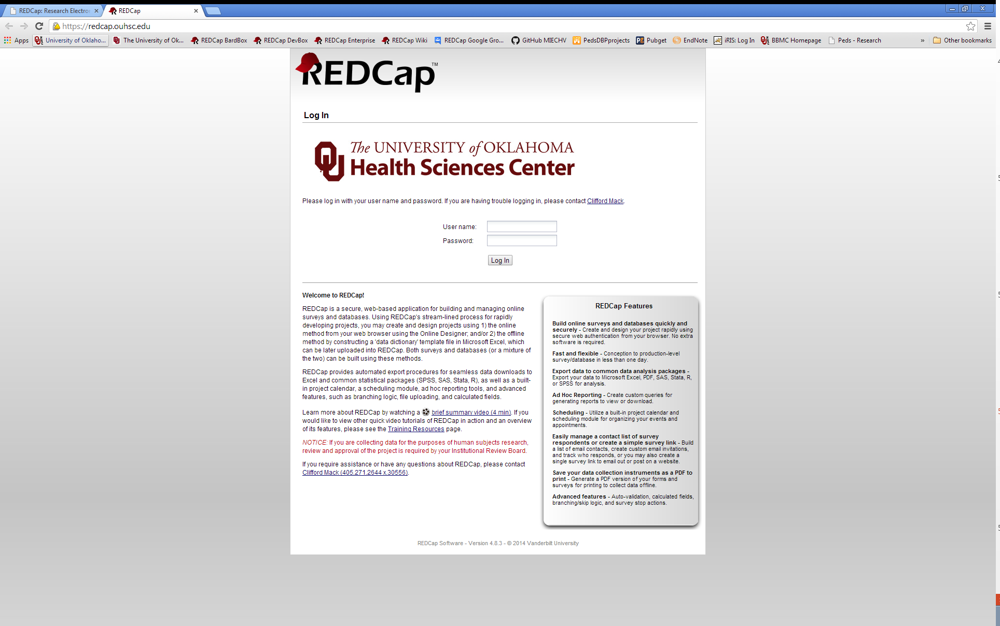 REDCap: Research Electro
REDCap
https://redcap.ouhsc.edu
Apps
University of Oklaho...
The University of Ok...
REDCap BardBox
REDCap DevBox
REDCap Enterprise
REDCap Wiki
REDCap Google Gro...
GitHub MIECHV
PedsDBPprojects
Pubget
EndNote
iRIS: Log In
BBMC Homepage
Peds - Research
»
Other bookmarks
REDCap™
Log In
The UNIVERSITY of OKLAHOMA
Health Sciences Center
Please log in with your user name and password. If you are having trouble logging in, please contact Clifford Mack.
User name:
Password:
Log In
Welcome to REDCap!
REDCap is a secure, web-based application for building and managing online
surveys and databases. Using REDCap's stream-lined process for rapidly
developing projects, you may create and design projects using 1) the online
method from your web browser using the Online Designer; and/or 2) the offline
method by constructing a 'data dictionary' template file in Microsoft Excel, which
can be later uploaded into REDCap. Both surveys and databases (or a mixture of
the two) can be built using these methods.
REDCap provides automated export procedures for seamless data downloads to
Excel and common statistical packages (SPSS, SAS, Stata, R), as well as a built-
in project calendar, a scheduling module, ad hoc reporting tools, and advanced
features, such as branching logic, file uploading, and calculated fields.
Learn more about REDCap by watching a brief summary video (4 min). If you
would like to view other quick video tutorials of REDCap in action and an overview
of its features, please see the Training Resources page.
NOTICE: If you are collecting data for the purposes of human subjects research,
review and approval of the project is required by your Institutional Review Board.
If you require assistance or have any questions about REDCap, please contact
Clifford Mack (405.271.2644 x.30556).
REDCap Features
Build online surveys and databases quickly and
securely - Create and design your project rapidly using
secure web authentication from your browser. No extra
software is required.
Fast and flexible - Conception to production-level
survey/database in less than one day.
Export data to common data analysis packages -
Export your data to Microsoft Excel, PDF, SAS, Stata, R,
or SPSS for analysis.
Ad Hoc Reporting - Create custom queries for
generating reports to view or download.
Scheduling - Utilize a built-in project calendar and
scheduling module for organizing your events and
appointments.
Easily manage a contact list of survey
respondents or create a simple survey link - Build
a list of email contacts, create custom email invitations,
and track who responds, or you may also create a
single survey link to email out or post on a website.
Save your data collection instruments as a PDF to
print - Generate a PDF version of your forms and
surveys for printing to collect data offline.
Advanced features - Auto-validation, calculated fields,
branching/skip logic, and survey stop actions.
REDCap Software - Version 4.8.3 - © 2014 Vanderbilt University